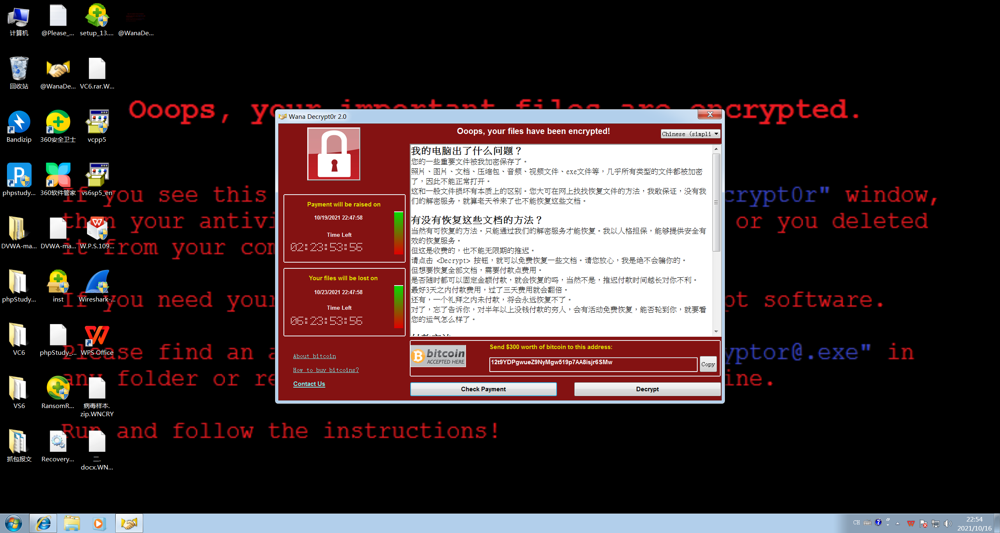 计算机
@Please_...
setup_13....
@WanaDe...
回收站
@WanaDe...
VC6.rar.W...
Bandizip
360安全卫士
vcpp5
phpstudy...
360软件管家
vs6sp5_en
DVWA-ma...
DVWA-ma...
W.P.S.109...
phpStudy...
inst
Wireshark-...
VC6
phpStudy_...
WPS Office
VS6
RansomR...
病毒样本.
zip.WNCRY
抓包报文
Recovery...
二.
docx.WN...
Ooops, your important files are encrypted.
If you see this
crypt0r" window,
then your antivi
or you deleted
it from your com
If you need your
pt software.
Please find an a
yptor@.exe" in
any folder or re
ine.
Run and follow the instructions!
Wana Decrypt0r 2.0
Ooops, your files have been encrypted!
Chinese (simpli
Payment will be raised on
10/19/2021 22:47:58
Time Left
02:23:53:56
Your files will be lost on
10/23/2021 22:47:58
Time Left
06:23:53:56
About bitcoin
How to buy bitcoins?
Contact Us
我的电脑出了什么问题？
您的一些重要文件被我加密保存了。
照片、图片、文档、压缩包、音频、视频文件、exe文件等，几乎所有类型的文件都被加密
了，因此不能正常打开。
这和一般文件损坏有本质上的区别。您大可在网上找找恢复文件的方法，我敢保证，没有我
们的解密服务，就算老天爷来了也不能恢复这些文档。
有没有恢复这些文档的方法？
当然有可恢复的方法。只能通过我们的解密服务才能恢复。我以人格担保，能够提供安全有
效的恢复服务。
但这是收费的，也不能无限期的推迟。
请点击 <Decrypt> 按钮，就可以免费恢复一些文档。请您放心，我是绝不会骗你的。
但想要恢复全部文档，需要付款点费用。
是否随时都可以固定金额付款，就会恢复的吗，当然不是，推迟付款时间越长对你不利。
最好3天之内付款费用，过了三天费用就会翻倍。
还有，一个礼拜之内未付款，将会永远恢复不了。
对了，忘了告诉你，对半年以上没钱付款的穷人，会有活动免费恢复，能否轮到你，就要看
您的运气怎么样了。
bitcoin
ACCEPTED HERE
Send $300 worth of bitcoin to this address:
12t9YDPgwueZ9NyMgw519p7AA8isjr6SMw
Copy
Check Payment
Decrypt
CH
22:54
2021/10/16